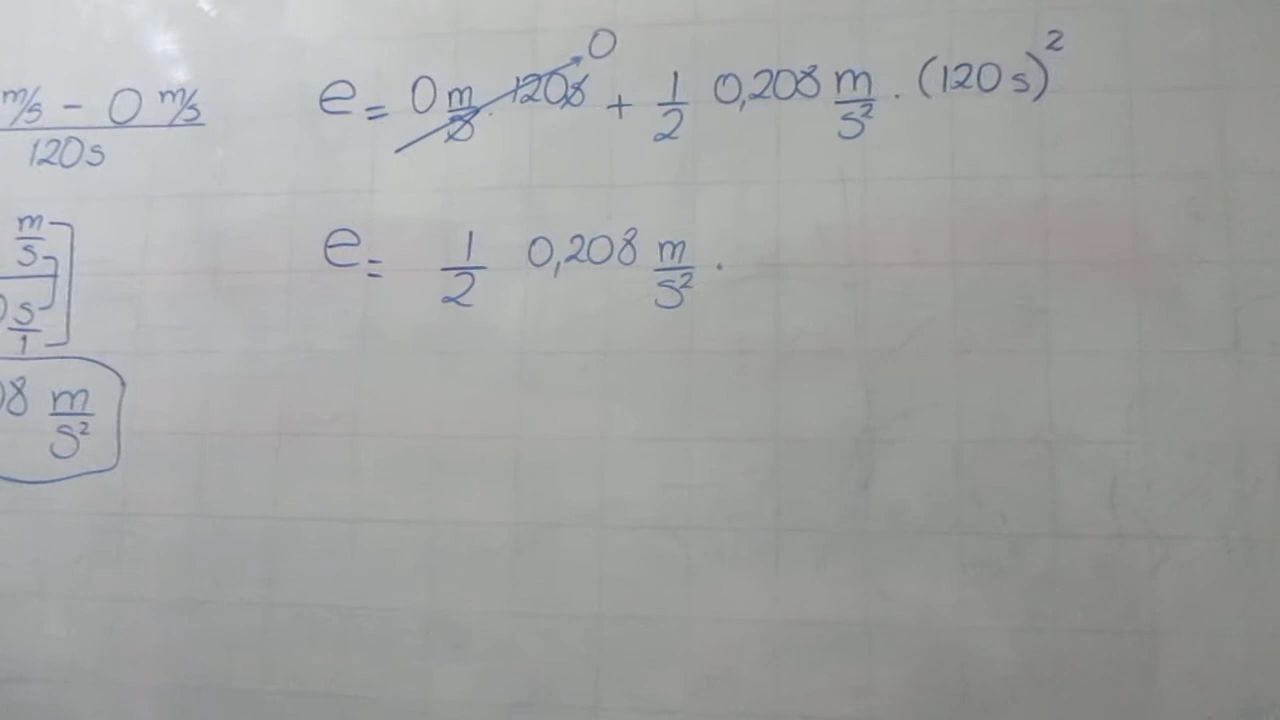 m/s - 0 m/s / 120s
e = 0 m/s · 120s → 0 + 1/2 0,208 m/s² · (120s)²
m/s
s/1
e = 1/2 0,208 m/s² ·
08 m/s²